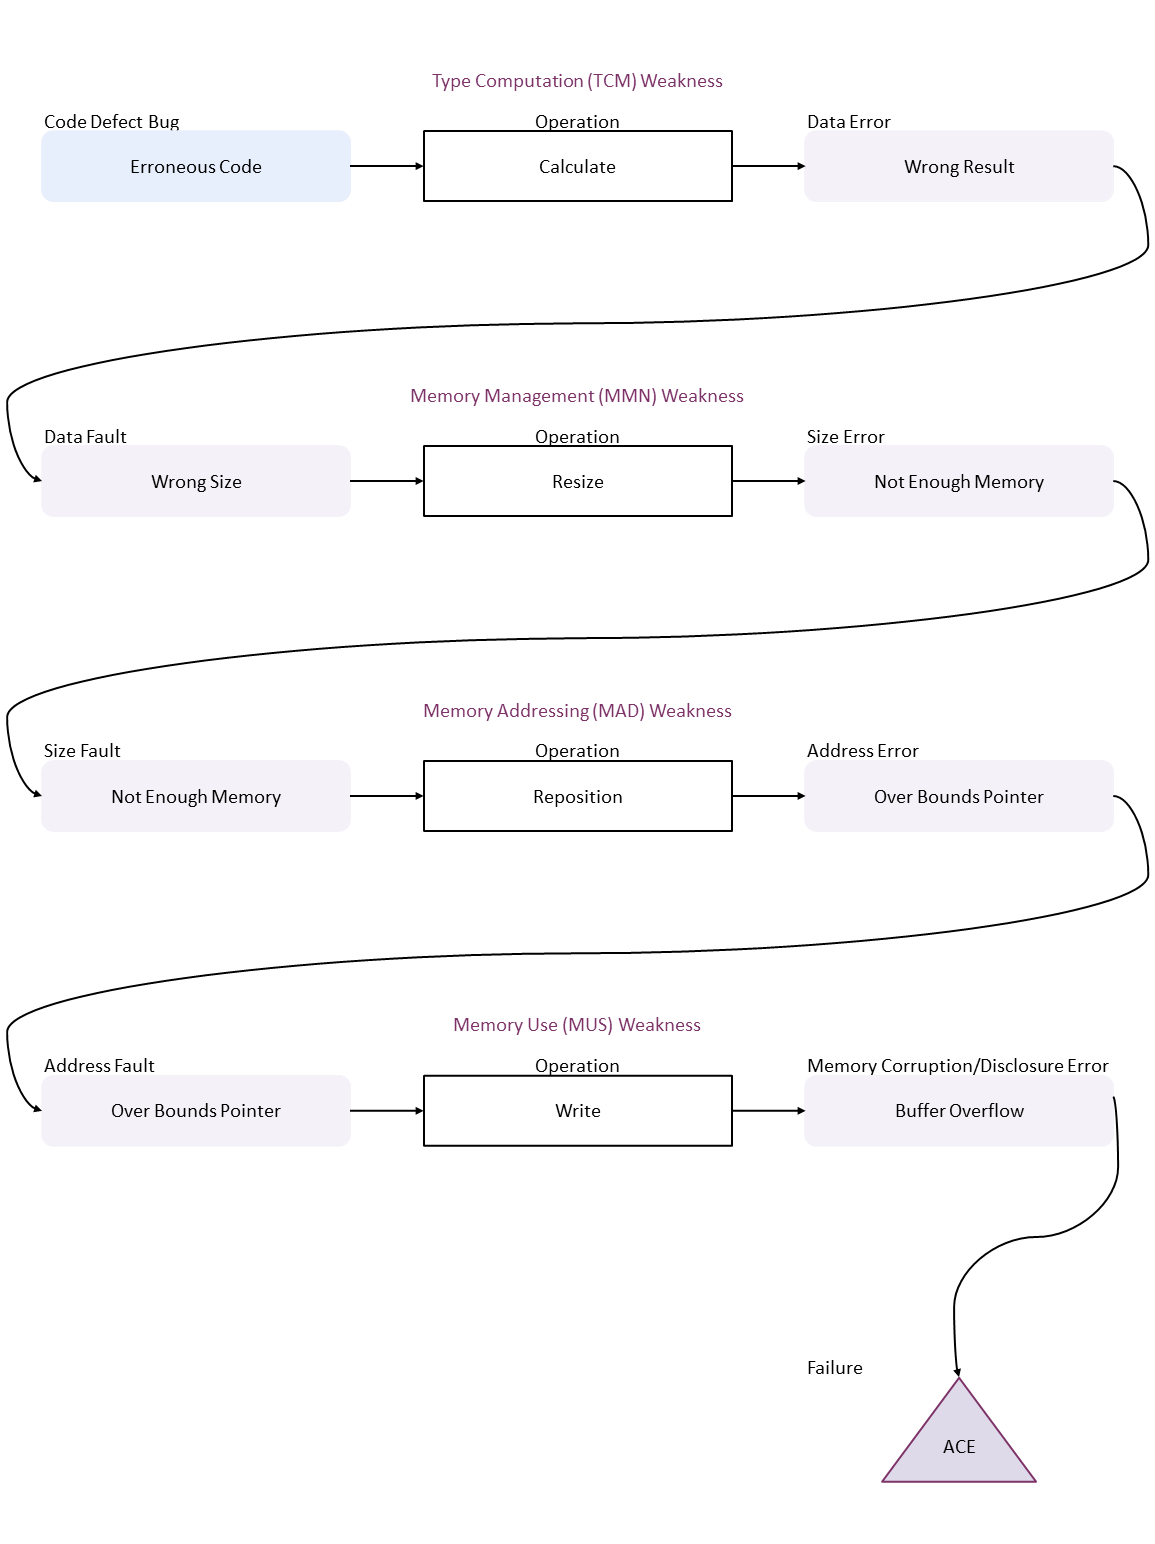 Type Computation (TCM) Weakness
Code Defect Bug
Operation
Data Error
Erroneous Code
Calculate
Wrong Result
Memory Management (MMN) Weakness
Data Fault
Operation
Size Error
Wrong Size
Resize
Not Enough Memory
Memory Addressing (MAD) Weakness
Size Fault
Operation
Address Error
Not Enough Memory
Reposition
Over Bounds Pointer
Memory Use (MUS) Weakness
Address Fault
Operation
Memory Corruption/Disclosure Error
Over Bounds Pointer
Write
Buffer Overflow
Failure
ACE